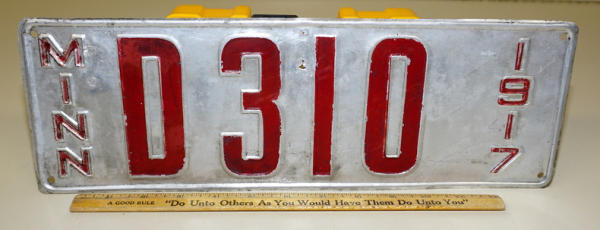 MINN
D310
1917
A GOOD RULE "Do Unto Others As You Would Have Them Do Unto You"